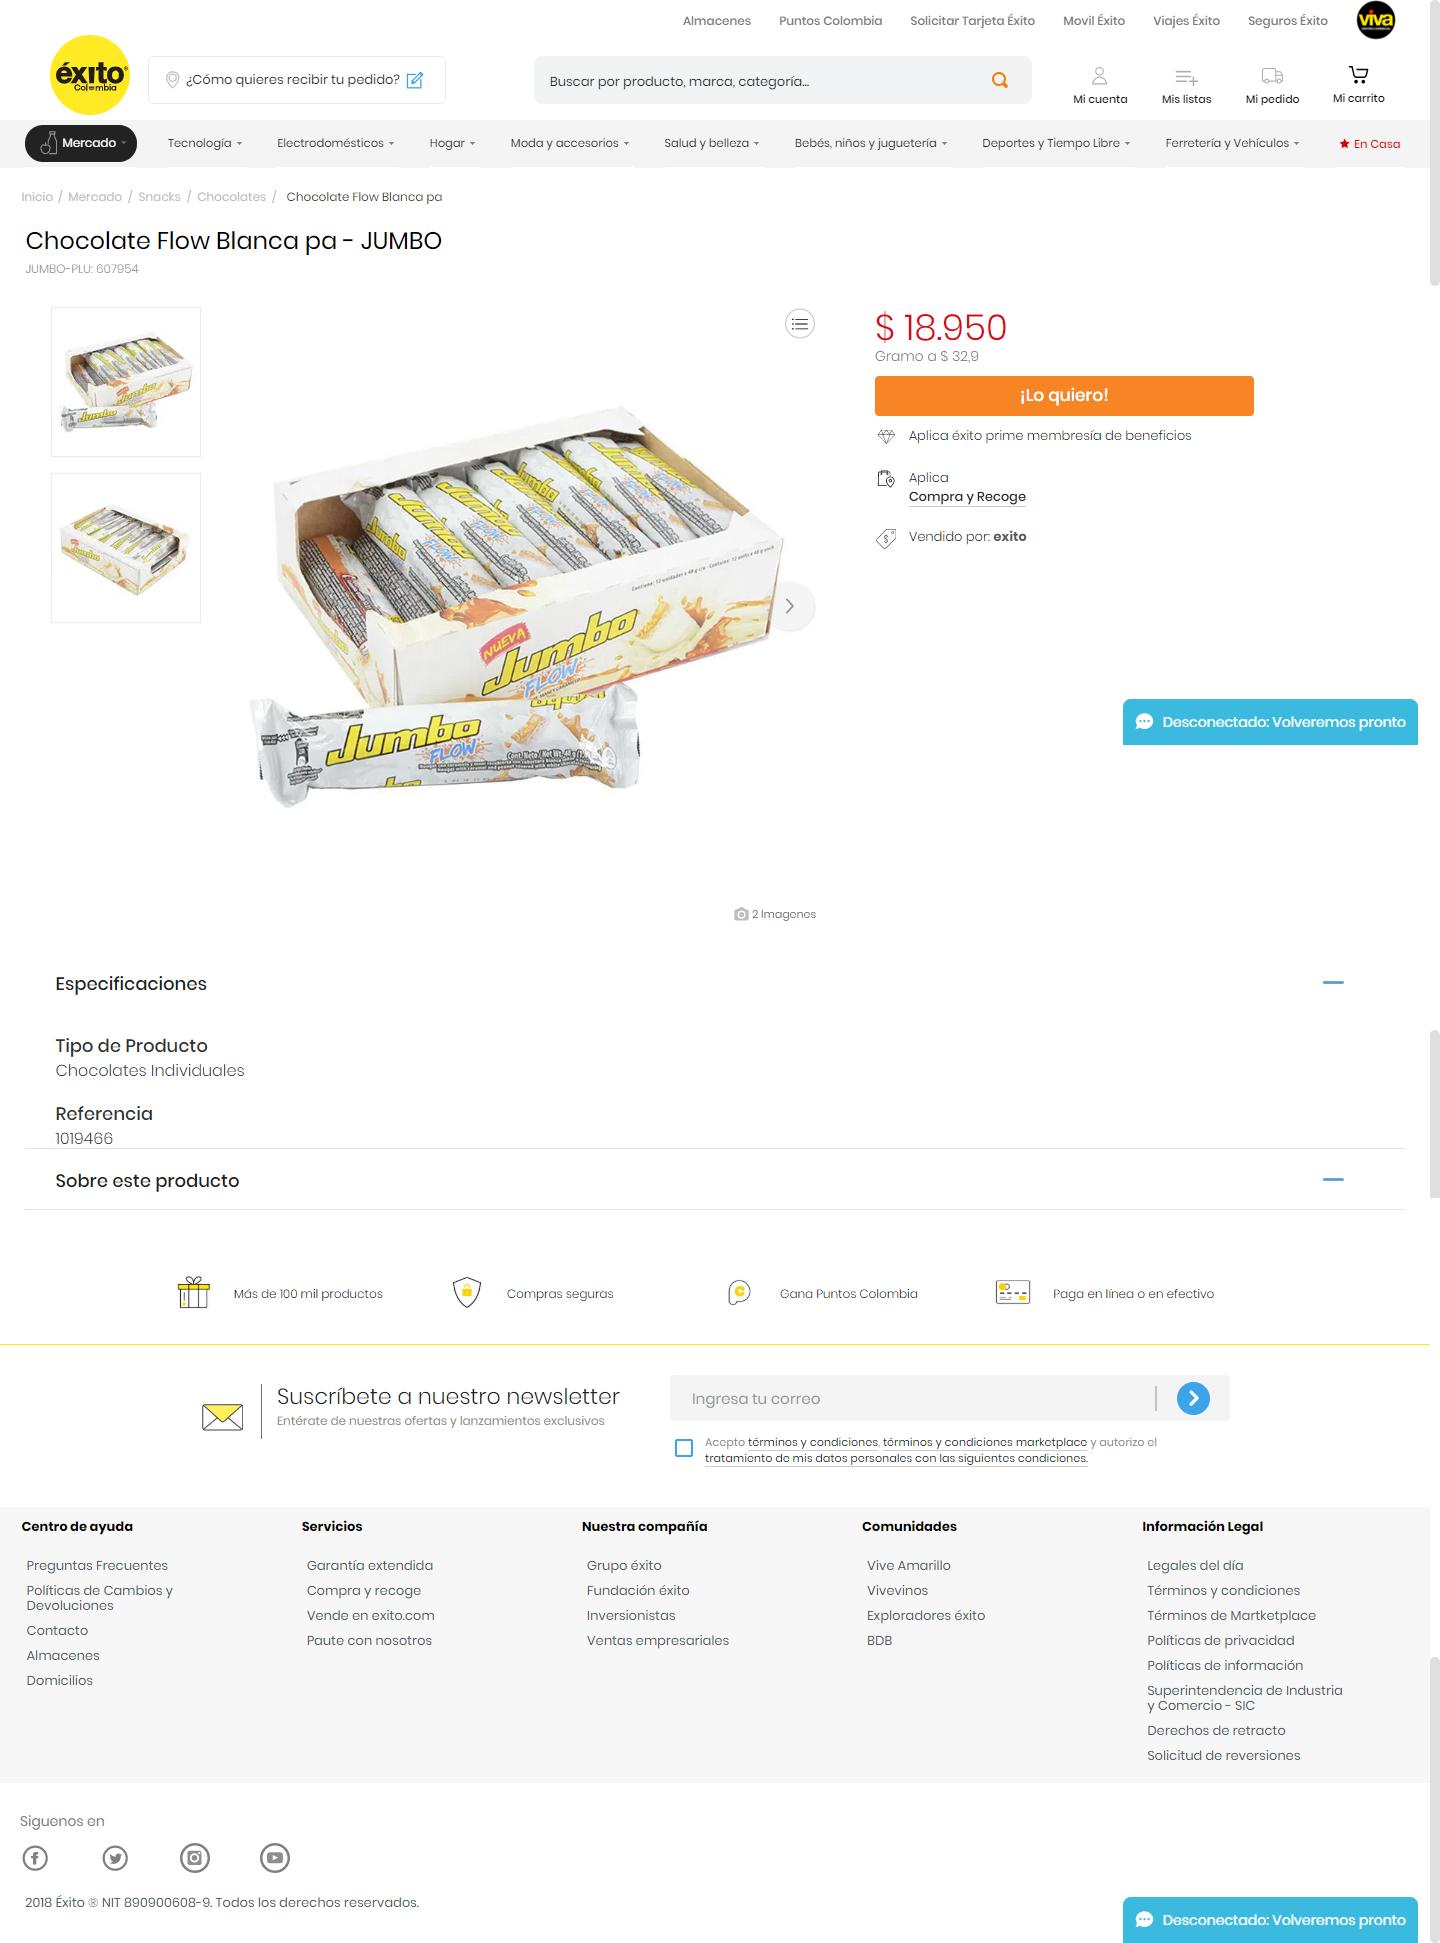 Almacenes Puntos Colombia Solicitar Tarjeta Éxito Movil Éxito Viajes Éxito Seguros Éxito viva
éxito
Colombia
¿Cómo quieres recibir tu pedido?
Buscar por producto, marca, categoría...
Mi cuenta Mis listas Mi pedido Mi carrito
Mercado Tecnología Electrodomésticos Hogar Moda y accesorios Salud y belleza Bebés, niños y juguetería Deportes y Tiempo Libre Ferretería y Vehículos En Casa
Inicio / Mercado / Snacks / Chocolates / Chocolate Flow Blanca pa
Chocolate Flow Blanca pa - JUMBO
JUMBO-PLU: 607954
$ 18.950
Gramo a $ 32,9
¡Lo quiero!
Aplica éxito prime membresía de beneficios
Aplica
Compra y Recoge
Vendido por: exito
NUEVA
Jumbo
FLOW
Jumbo
FLOW
Desconectado: Volveremos pronto
2 Imagenes
Especificaciones
Tipo de Producto
Chocolates Individuales
Referencia
1019466
Sobre este producto
Más de 100 mil productos Compras seguras Gana Puntos Colombia Paga en línea o en efectivo
Suscríbete a nuestro newsletter
Entérate de nuestras ofertas y lanzamientos exclusivos
Ingresa tu correo
Acepto términos y condiciones, términos y condiciones marketplace y autorizo el
tratamiento de mis datos personales con las siguientes condiciones.
Centro de ayuda
Preguntas Frecuentes
Políticas de Cambios y
Devoluciones
Contacto
Almacenes
Domicilios
Servicios
Garantía extendida
Compra y recoge
Vende en exito.com
Paute con nosotros
Nuestra compañía
Grupo éxito
Fundación éxito
Inversionistas
Ventas empresariales
Comunidades
Vive Amarillo
Vivevinos
Exploradores éxito
BDB
Información Legal
Legales del día
Términos y condiciones
Términos de Martketplace
Políticas de privacidad
Políticas de información
Superintendencia de Industria
y Comercio - SIC
Derechos de retracto
Solicitud de reversiones
Siguenos en
2018 Éxito ® NIT 890900608-9. Todos los derechos reservados.
Desconectado: Volveremos pronto